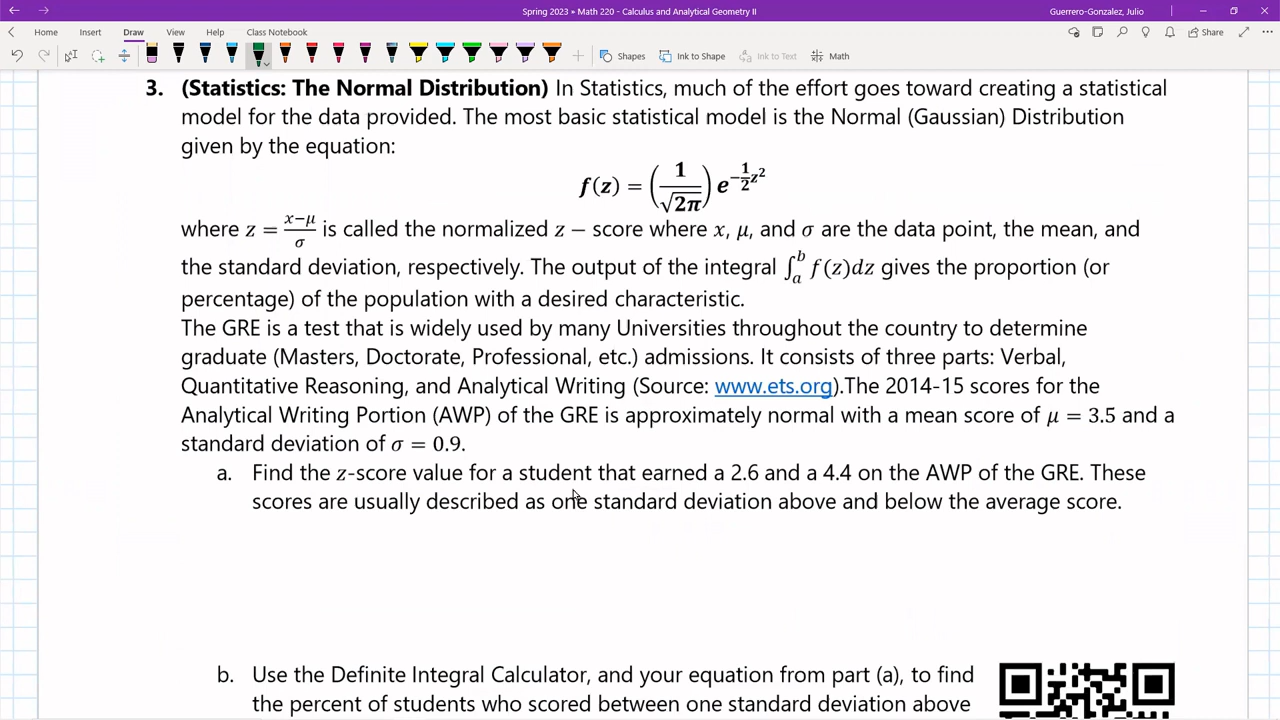 Spring 2023 » Math 220 - Calculus and Analytical Geometry II
Guerrero-Gonzalez, Julio
Home Insert Draw View Help Class Notebook
Share
Shapes Ink to Shape Ink to Text Math
3. (Statistics: The Normal Distribution) In Statistics, much of the effort goes toward creating a statistical
model for the data provided. The most basic statistical model is the Normal (Gaussian) Distribution
given by the equation:
f(z) = (1/√2π) e^{-1/2 z^2}
where z = (x−μ)/σ is called the normalized z − score where x, μ, and σ are the data point, the mean, and
the standard deviation, respectively. The output of the integral ∫_a^b f(z)dz gives the proportion (or
percentage) of the population with a desired characteristic.
The GRE is a test that is widely used by many Universities throughout the country to determine
graduate (Masters, Doctorate, Professional, etc.) admissions. It consists of three parts: Verbal,
Quantitative Reasoning, and Analytical Writing (Source: www.ets.org).The 2014-15 scores for the
Analytical Writing Portion (AWP) of the GRE is approximately normal with a mean score of μ = 3.5 and a
standard deviation of σ = 0.9.
a. Find the z-score value for a student that earned a 2.6 and a 4.4 on the AWP of the GRE. These
scores are usually described as one standard deviation above and below the average score.
b. Use the Definite Integral Calculator, and your equation from part (a), to find
the percent of students who scored between one standard deviation above